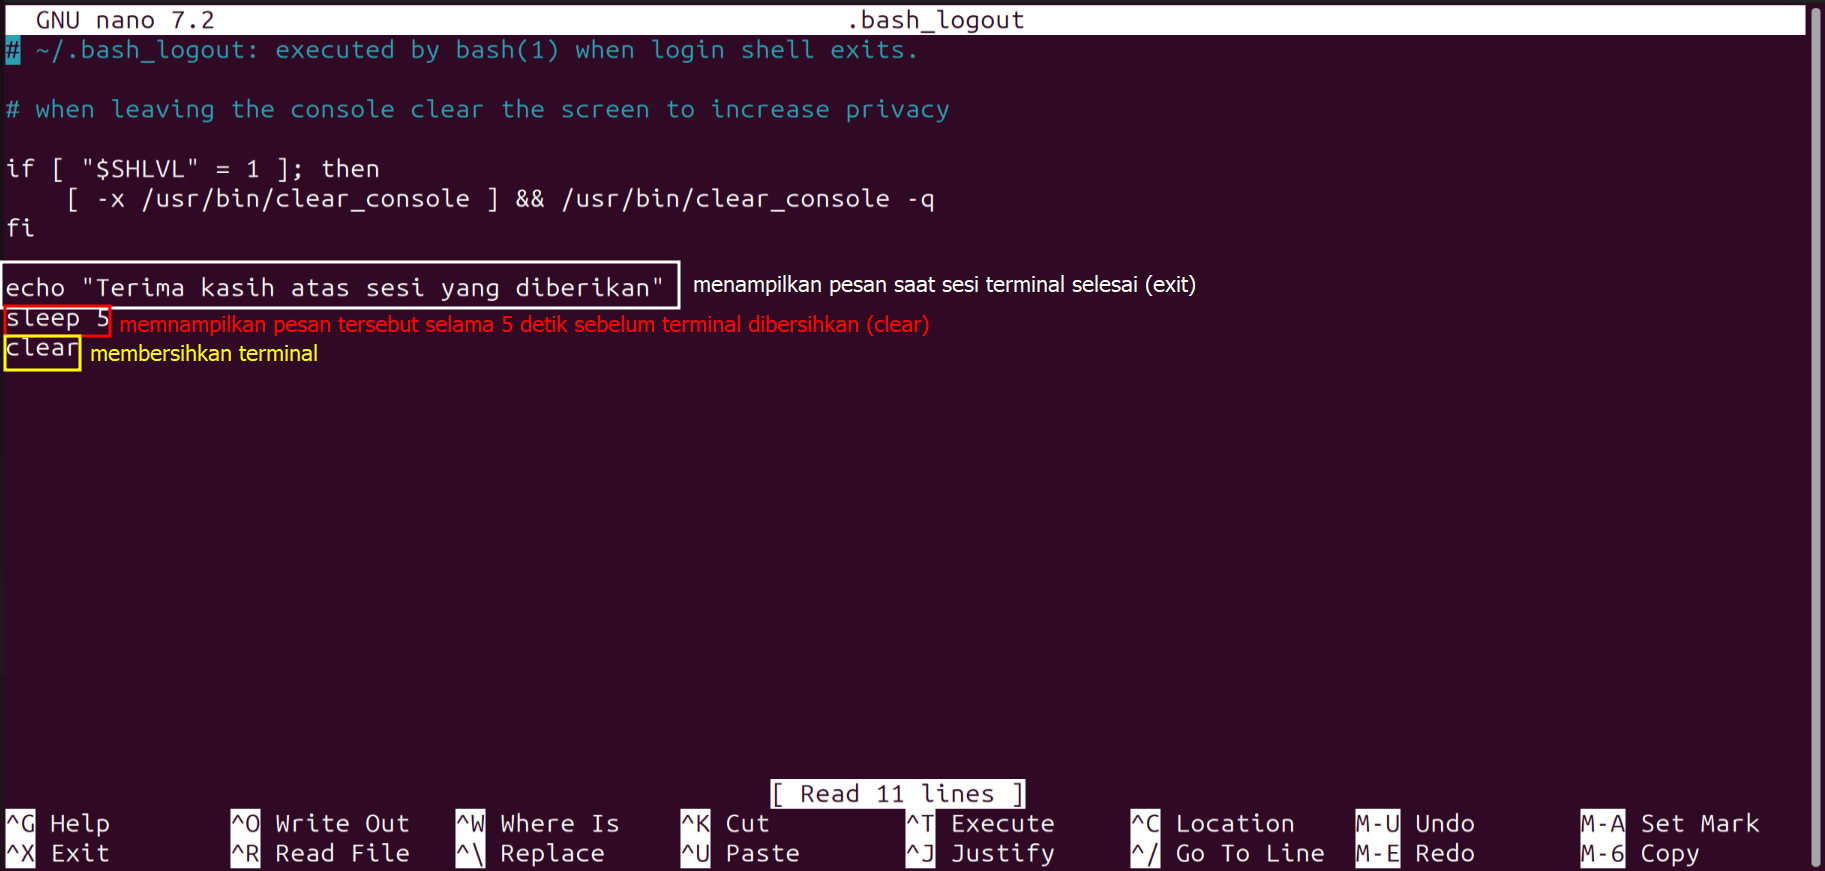 GNU nano 7.2 .bash_logout
# ~/.bash_logout: executed by bash(1) when login shell exits.
# when leaving the console clear the screen to increase privacy
if [ "$SHLVL" = 1 ]; then
    [ -x /usr/bin/clear_console ] && /usr/bin/clear_console -q
fi
echo "Terima kasih atas sesi yang diberikan" menampilkan pesan saat sesi terminal selesai (exit)
sleep 5 memnampilkan pesan tersebut selama 5 detik sebelum terminal dibersihkan (clear)
clear membersihkan terminal
[ Read 11 lines ]
^G Help ^O Write Out ^W Where Is ^K Cut ^T Execute ^C Location M-U Undo M-A Set Mark
^X Exit ^R Read File ^\ Replace ^U Paste ^J Justify ^/ Go To Line M-E Redo M-6 Copy